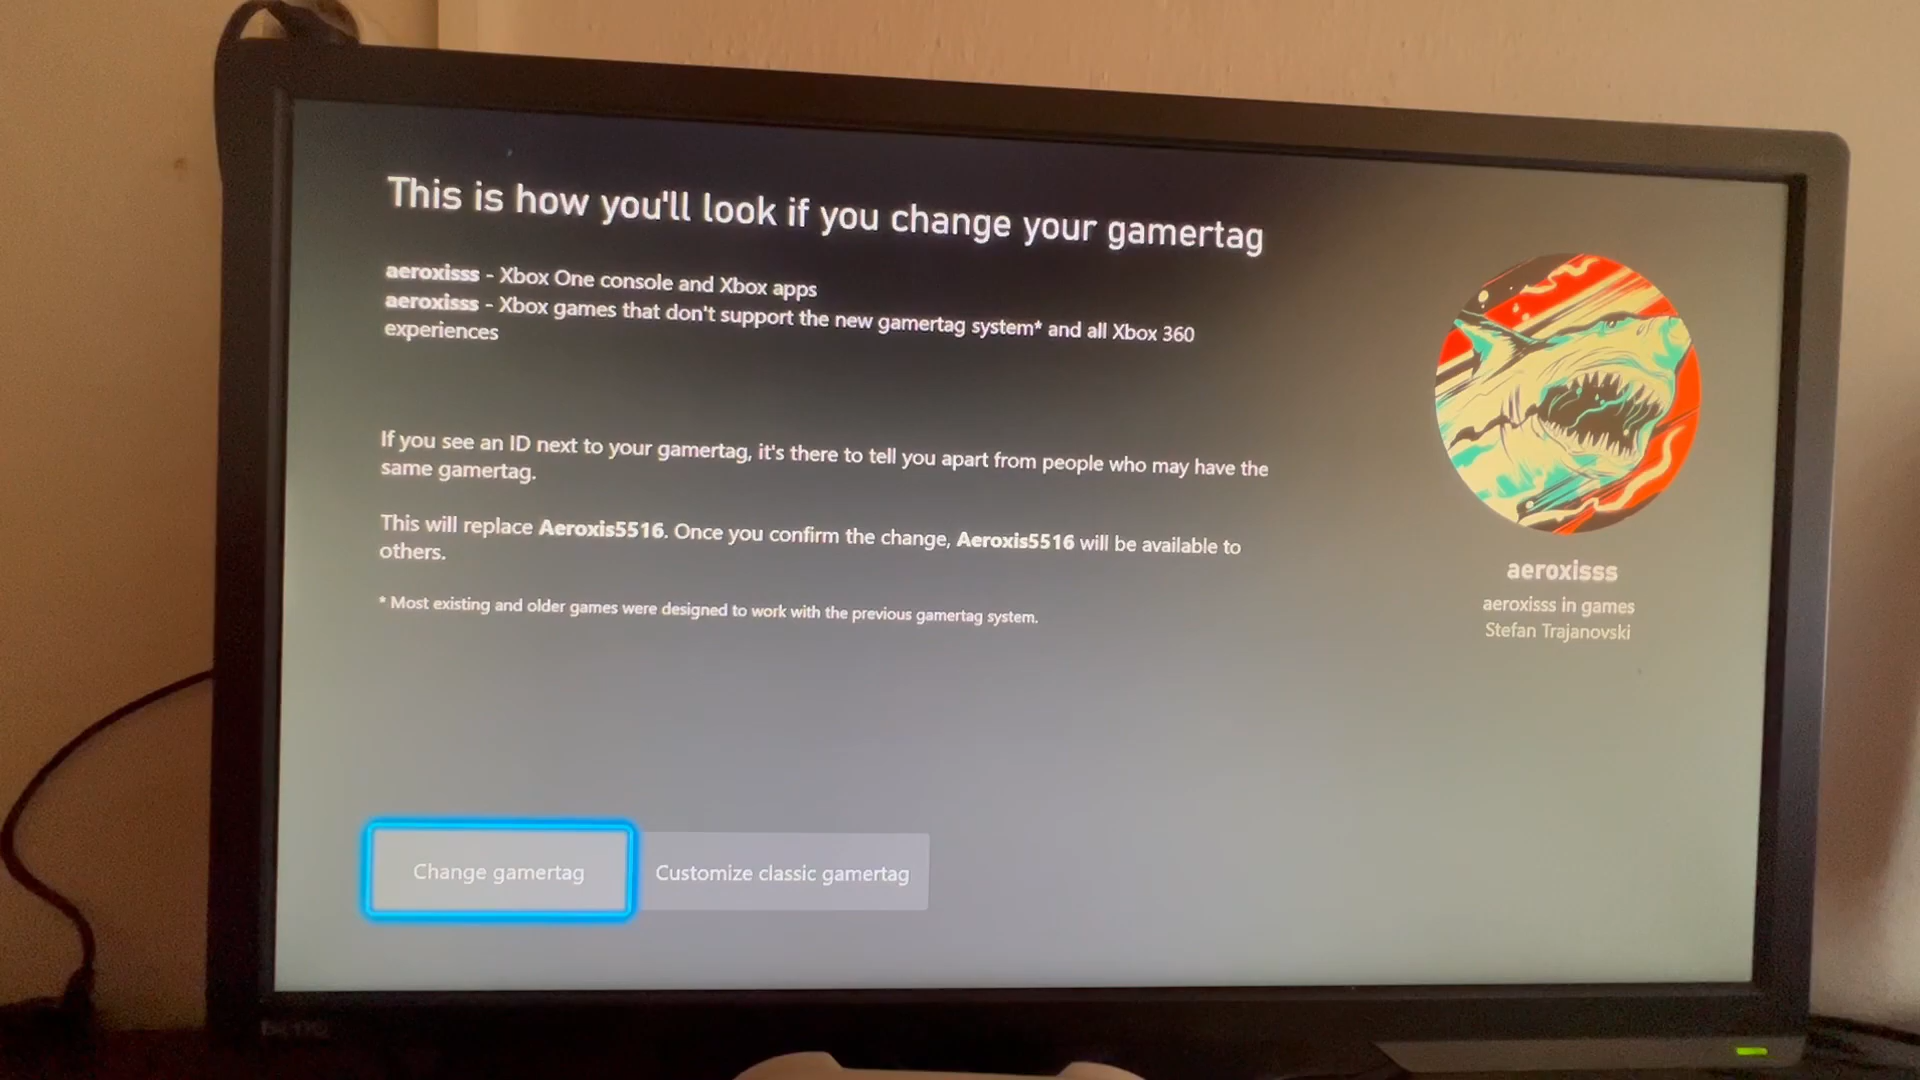 This is how you'll look if you change your gamertag
aeroxisss - Xbox One console and Xbox apps
aeroxisss - Xbox games that don't support the new gamertag system* and all Xbox 360
experiences
If you see an ID next to your gamertag, it's there to tell you apart from people who may have the
same gamertag.
This will replace Aeroxis5516. Once you confirm the change, Aeroxis5516 will be available to
others.
* Most existing and older games were designed to work with the previous gamertag system.
aeroxisss
aeroxisss in games
Stefan Trajanovski
Change gamertag
Customize classic gamertag